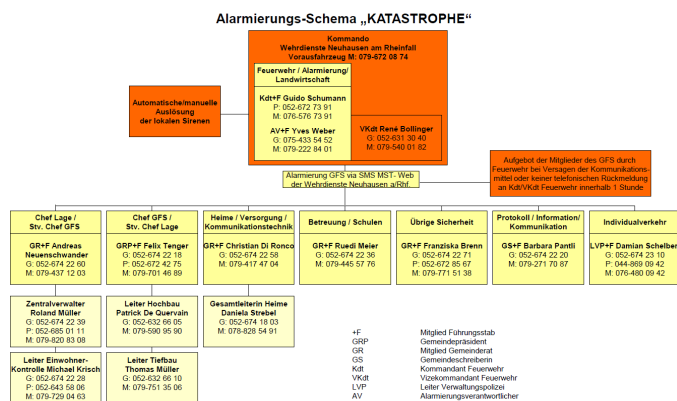 Alarmierungs-Schema „KATASTROPHE“
Kommando
Wehrdienste Neuhausen am Rheinfall
Vorausfahrzeug M: 079-672 08 74
Feuerwehr / Alarmierung/
Landwirtschaft
Kdt+F Guido Schumann
P: 052-672 73 91
M: 076-576 73 91
AV+F Yves Weber
G: 075-433 54 52
M: 079-222 84 01
VKdt René Bollinger
G: 052-631 30 40
M: 079-540 01 82
Automatische/manuelle
Auslösung
der lokalen Sirenen
Alarmierung GFS via SMS MST- Web
der Wehrdienste Neuhausen a/Rhf.
Aufgebot der Mitglieder des GFS durch
Feuerwehr bei Versagen der Kommunikations-
mittel oder keiner telefonischen Rückmeldung
an Kdt/VKdt Feuerwehr innerhalb 1 Stunde
Chef Lage /
Stv. Chef GFS
GR+F Andreas
Neuenschwander
G: 052-674 22 60
M: 079-437 12 03
Chef GFS /
Stv. Chef Lage
GRP+F Felix Tenger
G: 052-674 22 18
P: 052-672 42 75
M: 079-701 46 89
Heime / Versorgung /
Kommunikationstechnik
GR+F Christian Di Ronco
G: 052-674 22 58
M: 079-417 47 04
Betreuung / Schulen
GR+F Ruedi Meier
G: 052-674 22 36
M: 079-445 57 76
Übrige Sicherheit
GR+F Franziska Brenn
G: 052-674 22 71
P: 052-672 85 67
M: 079-771 51 38
Protokoll / Information/
Kommunikation
GS+F Barbara Pantli
G: 052-674 22 20
M: 079-271 70 87
Individualverkehr
LVP+F Damian Schelbert
G: 052-674 23 10
P: 044-869 09 42
M: 076-480 09 42
Zentralverwalter
Roland Müller
G: 052-674 22 39
P: 052-685 01 11
M: 079-820 83 08
Leiter Hochbau
Patrick De Quervain
G: 052-632 66 05
M: 079-590 95 90
Gesamtleiterin Heime
Daniela Strebel
G: 052-674 18 03
M: 078-828 54 91
Leiter Einwohner-
Kontrolle Michael Krisch
G: 052-674 22 28
P: 052-643 58 06
M: 079-729 04 63
Leiter Tiefbau
Thomas Müller
G: 052-632 66 10
M: 079-751 35 06
+F Mitglied Führungsstab
GRP Gemeindepräsident
GR Mitglied Gemeinderat
GS Gemeindeschreiberin
Kdt Kommandant Feuerwehr
VKdt Vizekommandant Feuerwehr
LVP Leiter Verwaltungspolizei
AV Alarmierungsverantwortlicher